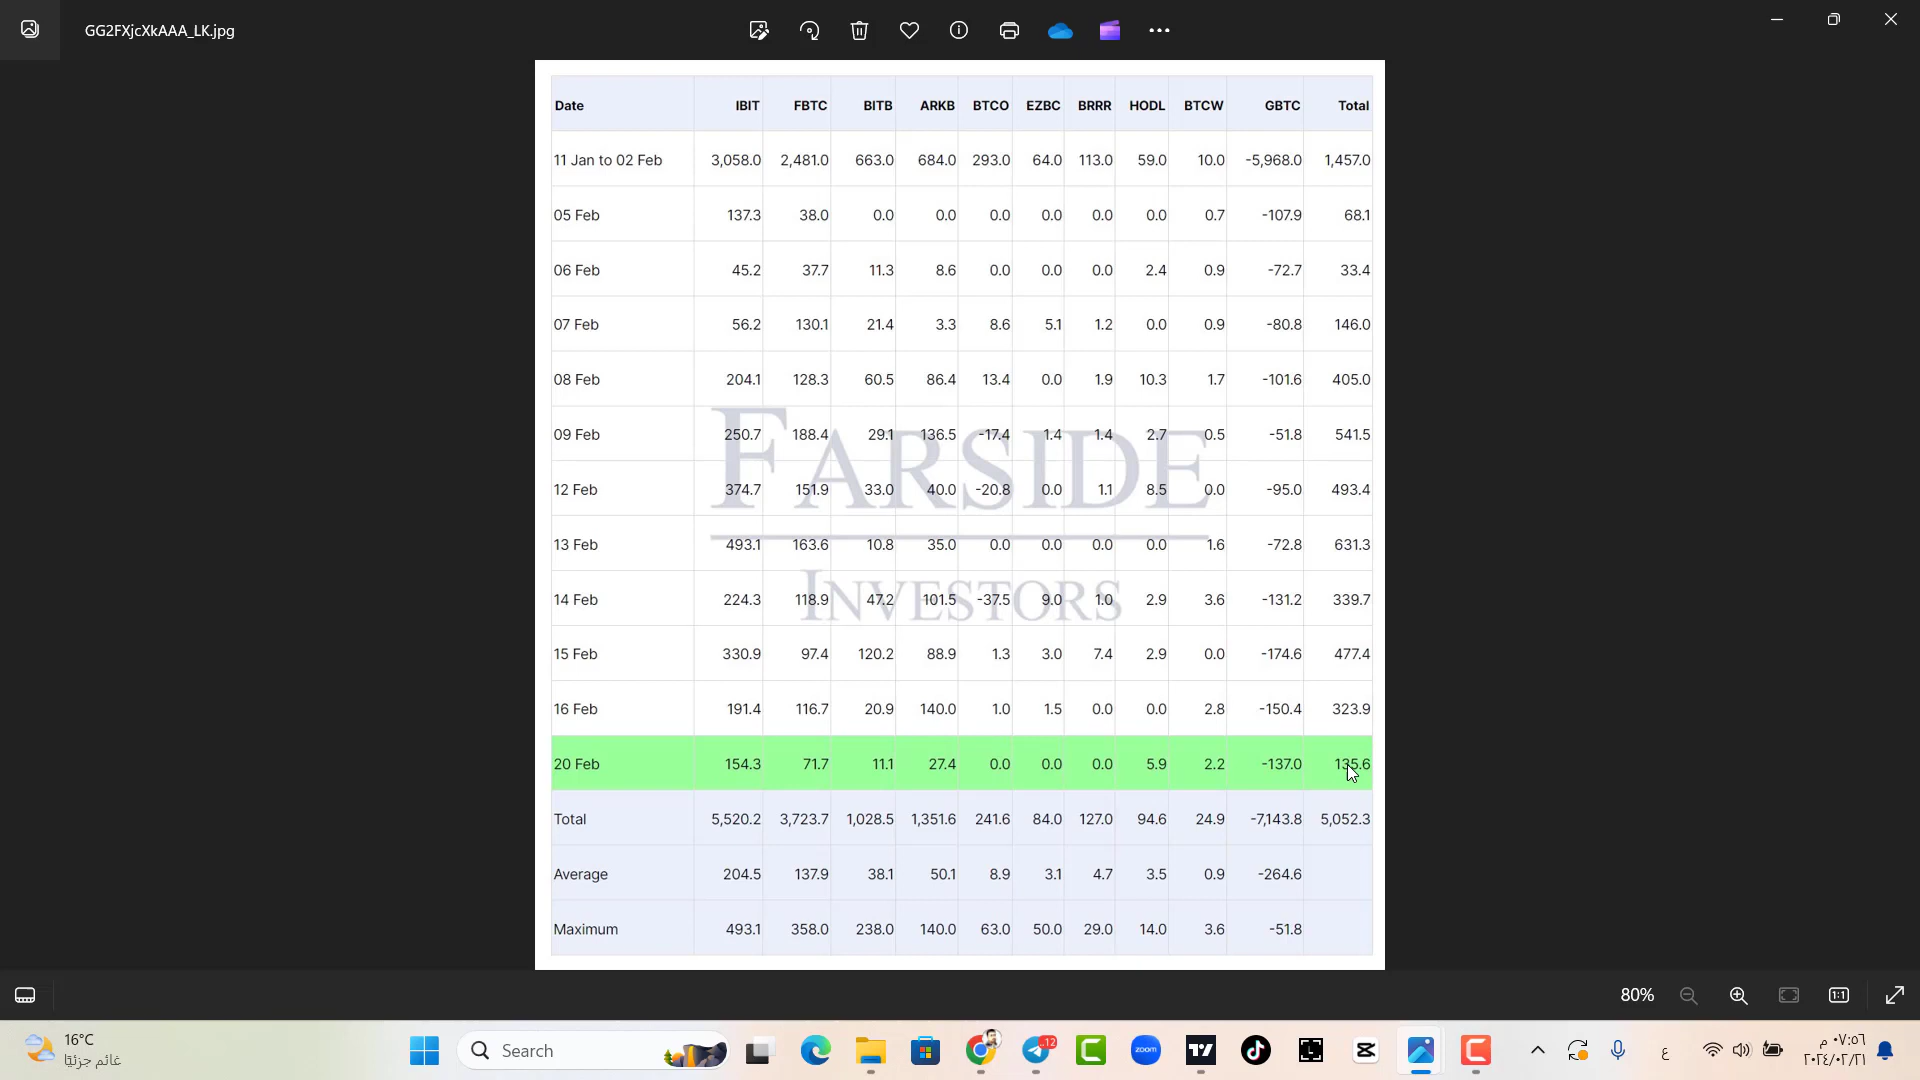 GG2FXjcXkAAA_LK.jpg
Date IBIT FBTC BITB ARKB BTCO EZBC BRRR HODL BTCW GBTC Total
11 Jan to 02 Feb 3,058.0 2,481.0 663.0 684.0 293.0 64.0 113.0 59.0 10.0 -5,968.0 1,457.0
05 Feb 137.3 38.0 0.0 0.0 0.0 0.0 0.0 0.0 0.7 -107.9 68.1
06 Feb 45.2 37.7 11.3 8.6 0.0 0.0 0.0 2.4 0.9 -72.7 33.4
07 Feb 56.2 130.1 21.4 3.3 8.6 5.1 1.2 0.0 0.9 -80.8 146.0
08 Feb 204.1 128.3 60.5 86.4 13.4 0.0 1.9 10.3 1.7 -101.6 405.0
09 Feb 250.7 188.4 29.1 136.5 -17.4 1.4 1.4 2.7 0.5 -51.8 541.5
12 Feb 374.7 151.9 33.0 40.0 -20.8 0.0 1.1 8.5 0.0 -95.0 493.4
13 Feb 493.1 163.6 10.8 35.0 0.0 0.0 0.0 0.0 1.6 -72.8 631.3
14 Feb 224.3 118.9 47.2 101.5 -37.5 9.0 1.0 2.9 3.6 -131.2 339.7
15 Feb 330.9 97.4 120.2 88.9 1.3 3.0 7.4 2.9 0.0 -174.6 477.4
16 Feb 191.4 116.7 20.9 140.0 1.0 1.5 0.0 0.0 2.8 -150.4 323.9
20 Feb 154.3 71.7 11.1 27.4 0.0 0.0 0.0 5.9 2.2 -137.0 135.6
Total 5,520.2 3,723.7 1,028.5 1,351.6 241.6 84.0 127.0 94.6 24.9 -7,143.8 5,052.3
Average 204.5 137.9 38.1 50.1 8.9 3.1 4.7 3.5 0.9 -264.6
Maximum 493.1 358.0 238.0 140.0 63.0 50.0 29.0 14.0 3.6 -51.8
FARSIDE
INVESTORS
80% 1:1
16°C
غائم جزئيًا
Search
..12
zoom
ع
٠٧:٥٦ م
٢٠٢٤/٠٢/٢١